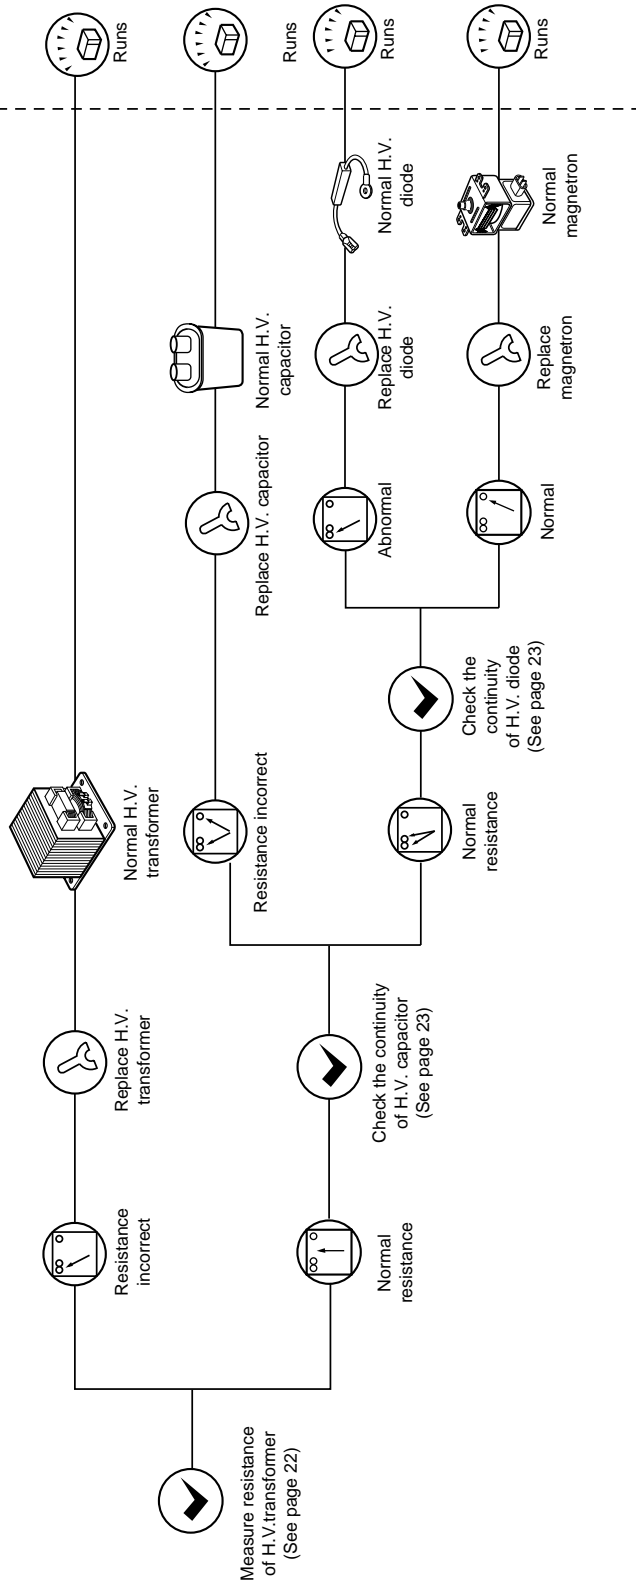 Measure resistance
of H.V.transformer
(See page 22)
Resistance
incorrect
Replace H.V.
transformer
Normal H.V.
transformer
Runs
Normal
resistance
Check the continuity
of H.V. capacitor
(See page 23)
Resistance incorrect
Replace H.V. capacitor
Normal H.V.
capacitor
Runs
Normal
resistance
Check the
continuity
of H.V. diode
(See page 23)
Abnormal
Replace H.V.
diode
Normal H.V.
diode
Runs
Normal
Replace
magnetron
Normal
magnetron
Runs